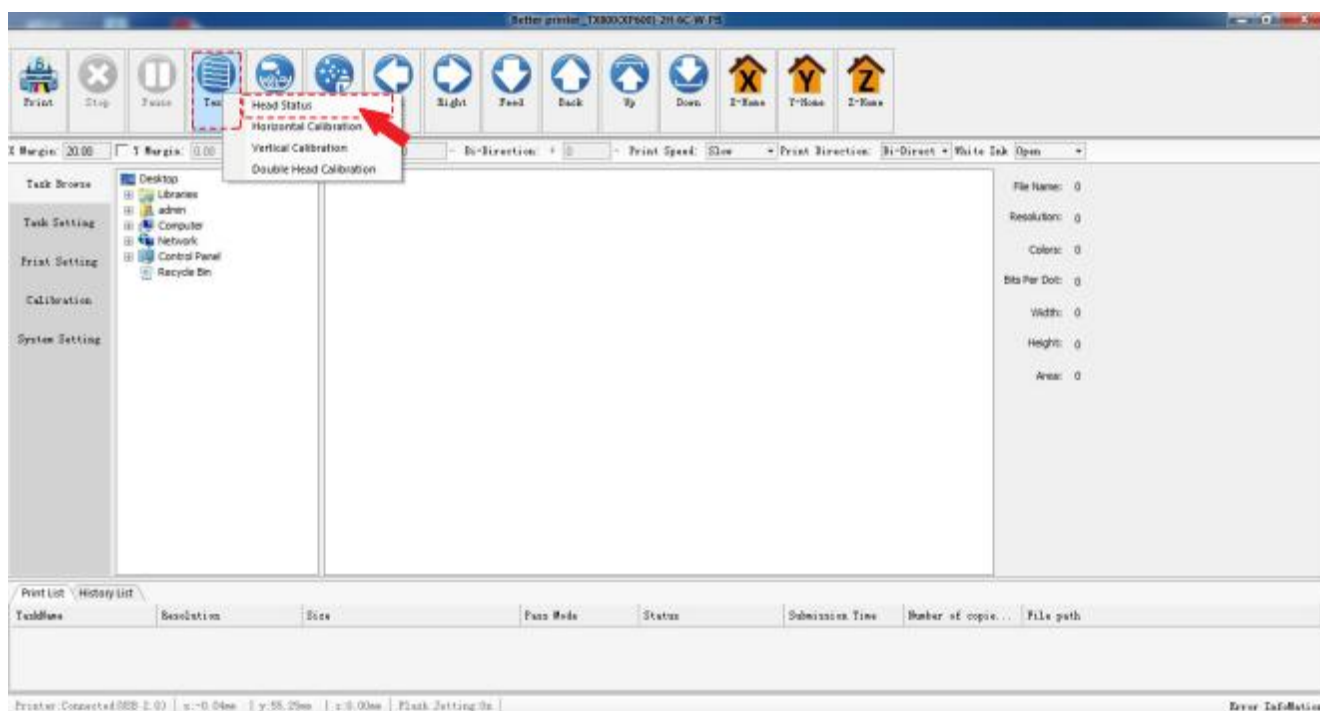 Better printer_TX800(XP600)-2H-6C-W-PB
Print Stop Pause Right Feed Back Up Down X-Home Y-Home Z-Home
Head Status
Horizontal Calibration
Vertical Calibration
Double Head Calibration
X Margin: 20.00 Y Margin: 0.00 - Bi-Direction: + 0 - Print Speed: Slow Print Direction: Bi-Direct White Ink Open
Task Browse
Task Setting
Print Setting
Calibration
System Setting
Desktop
Libraries
admin
Computer
Network
Control Panel
Recycle Bin
File Name: 0
Resolution: 0
Colors: 0
Bits Per Dot: 0
Width: 0
Height: 0
Area: 0
Print List History List
TaskName Resolution Size Pass Mode Status Submission Time Number of copie... File path
Printer:Connected(USB 2.0) x:-0.04mm y:55.25mm z:0.00mm Flash Jetting:On Error InfoMation